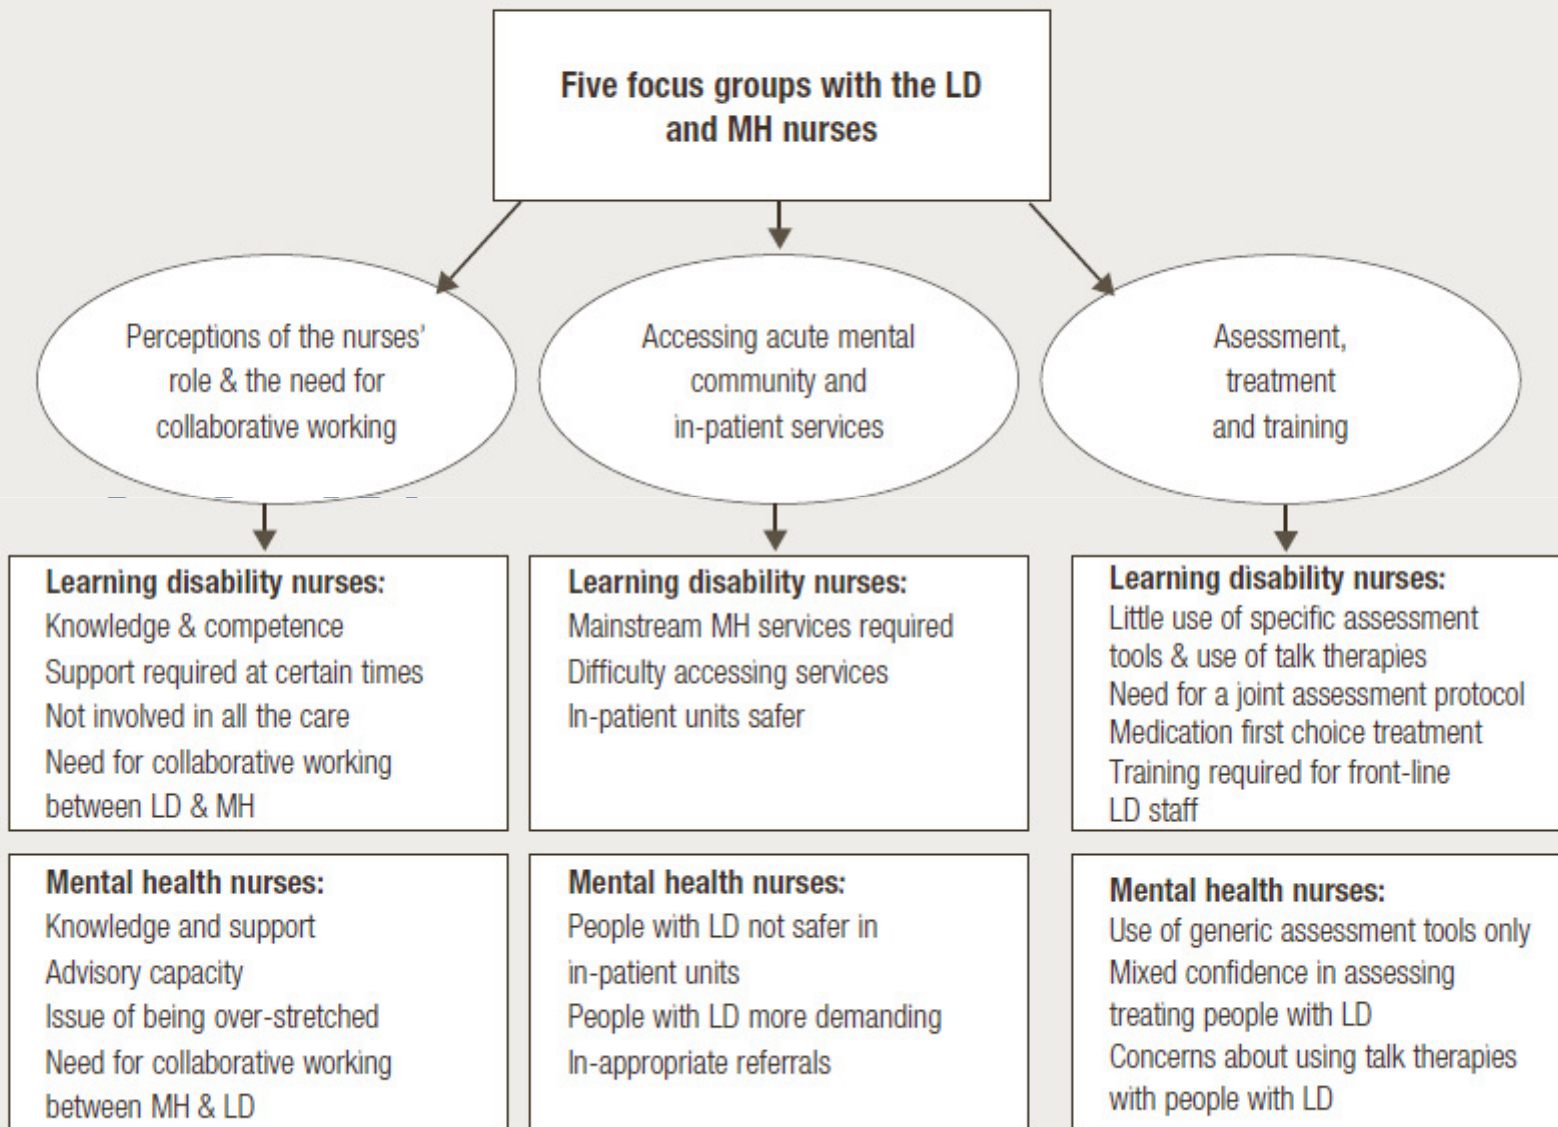 Five focus groups with the LD
and MH nurses
Perceptions of the nurses'
role & the need for
collaborative working
Accessing acute mental
community and
in-patient services
Asessment,
treatment
and training
Learning disability nurses:
Knowledge & competence
Support required at certain times
Not involved in all the care
Need for collaborative working
between LD & MH
Learning disability nurses:
Mainstream MH services required
Difficulty accessing services
In-patient units safer
Learning disability nurses:
Little use of specific assessment
tools & use of talk therapies
Need for a joint assessment protocol
Medication first choice treatment
Training required for front-line
LD staff
Mental health nurses:
Knowledge and support
Advisory capacity
Issue of being over-stretched
Need for collaborative working
between MH & LD
Mental health nurses:
People with LD not safer in
in-patient units
People with LD more demanding
In-appropriate referrals
Mental health nurses:
Use of generic assessment tools only
Mixed confidence in assessing
treating people with LD
Concerns about using talk therapies
with people with LD